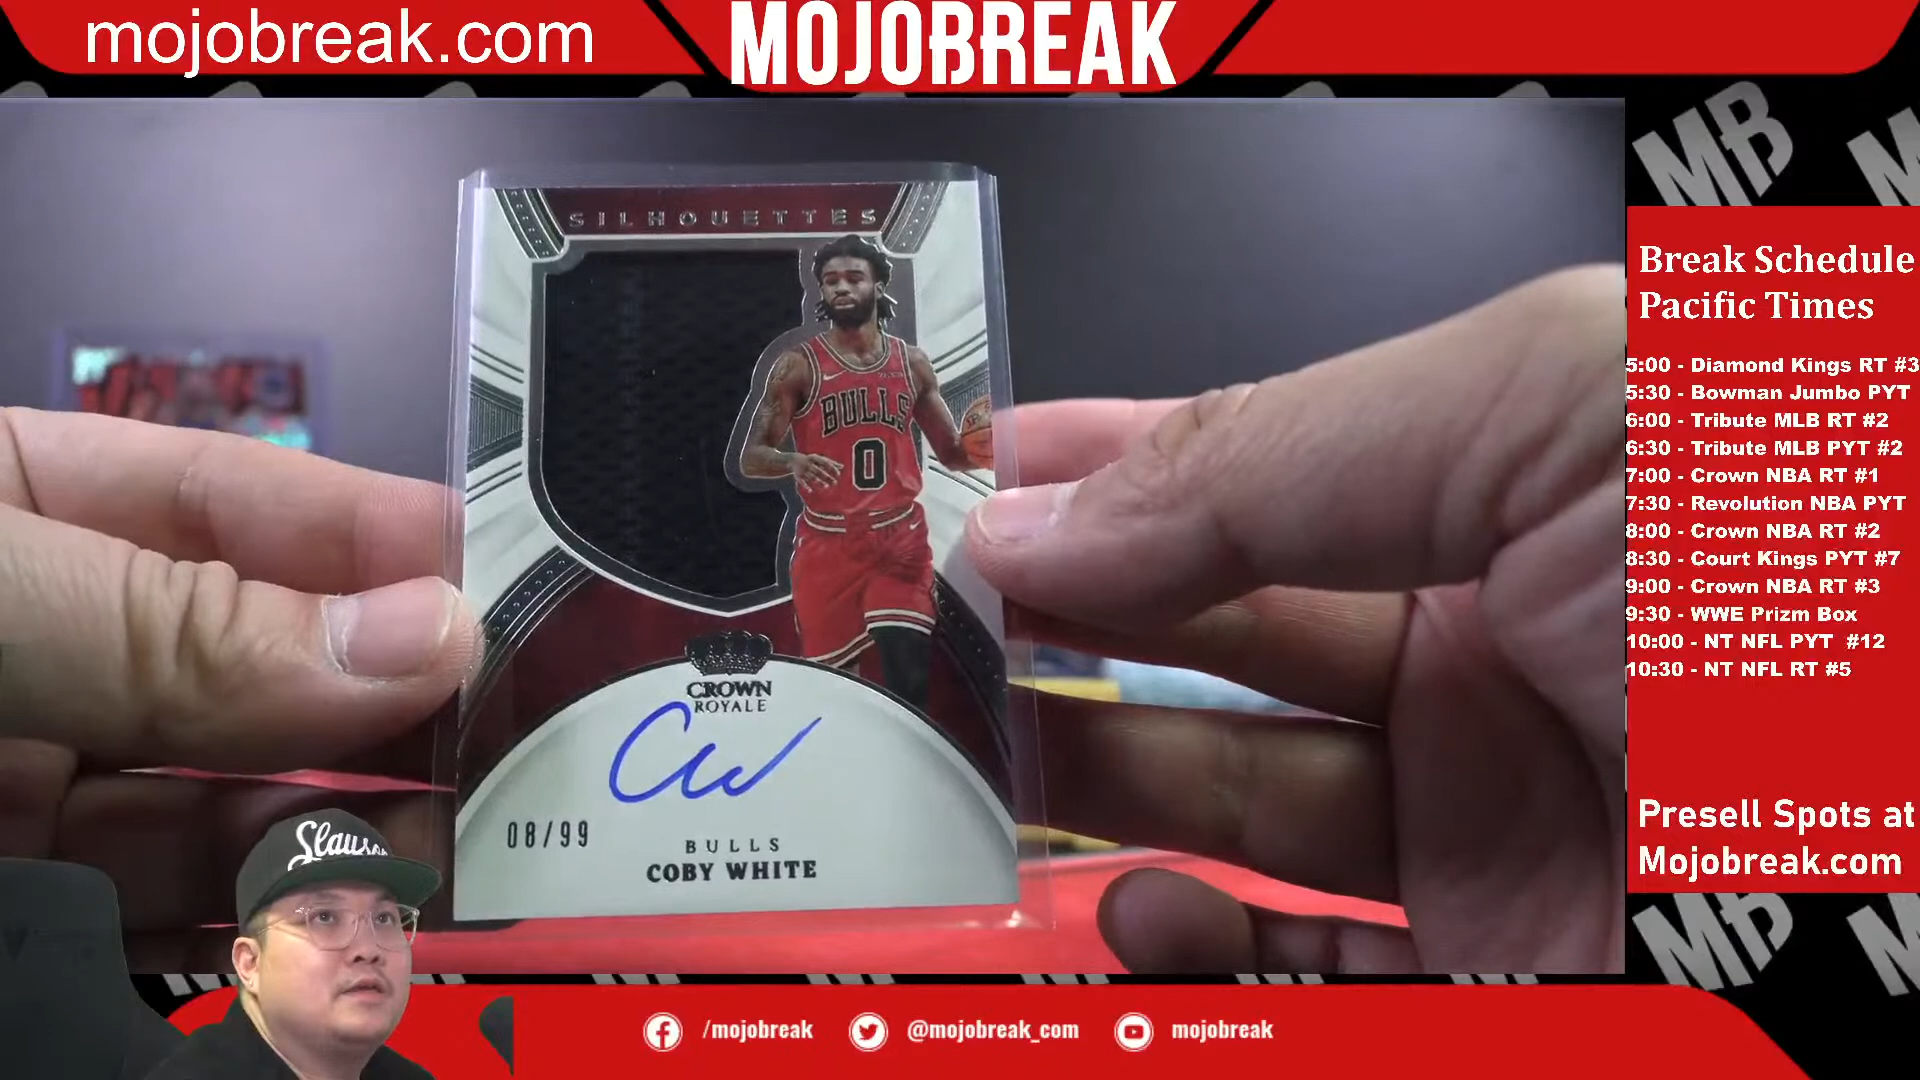 mojobreak.com
MOJOBREAK
SILHOUETTES
BULLS
0
CROWN
ROYALE
CW
08/99
BULLS
COBY WHITE
Slauson
Break Schedule
Pacific Times
5:00 - Diamond Kings RT #3
5:30 - Bowman Jumbo PYT
6:00 - Tribute MLB RT #2
6:30 - Tribute MLB PYT #2
7:00 - Crown NBA RT #1
7:30 - Revolution NBA PYT
8:00 - Crown NBA RT #2
8:30 - Court Kings PYT #7
9:00 - Crown NBA RT #3
9:30 - WWE Prizm Box
10:00 - NT NFL PYT #12
10:30 - NT NFL RT #5
Presell Spots at
Mojobreak.com
MB
MB
/mojobreak
@mojobreak_com
mojobreak